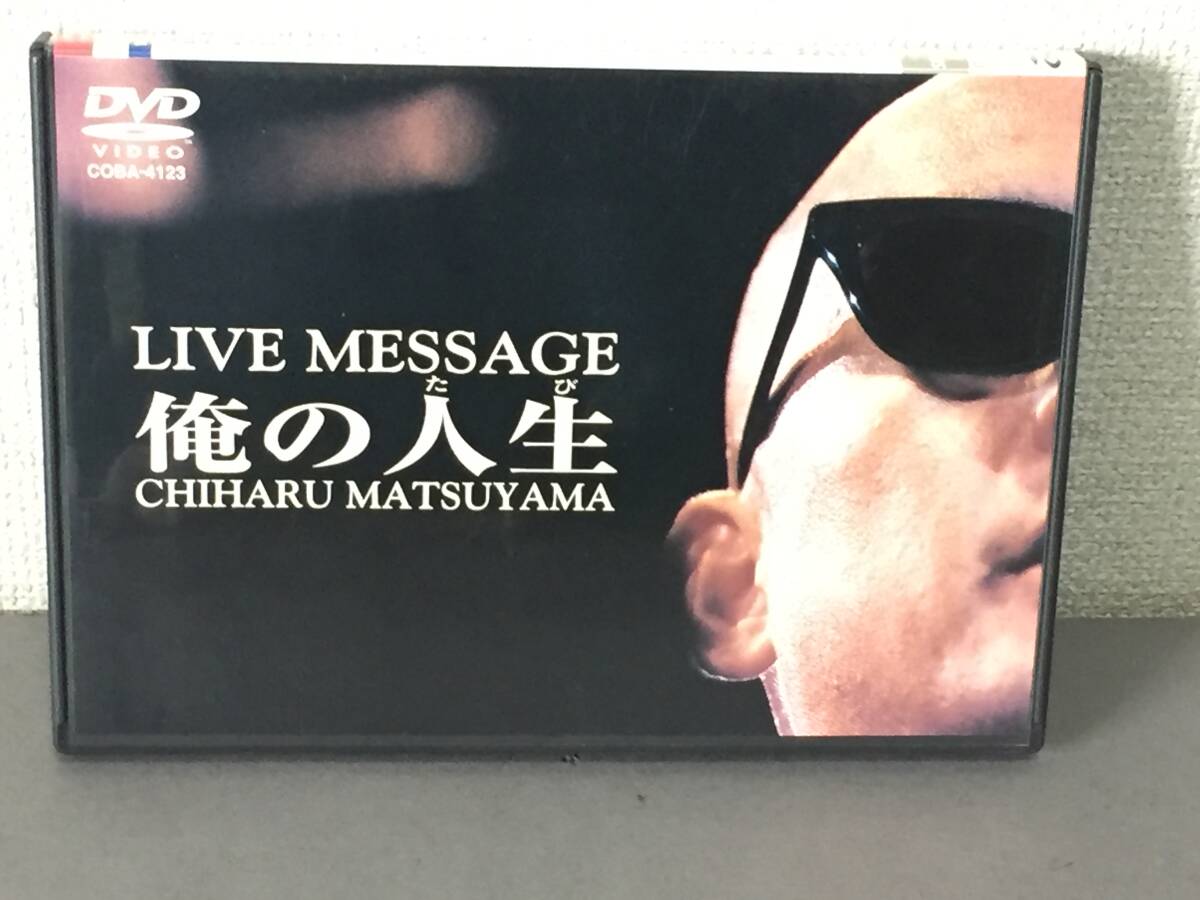 DVD
VIDEO
COBA-4123
LIVE MESSAGE
たび
俺の人生
CHIHARU MATSUYAMA